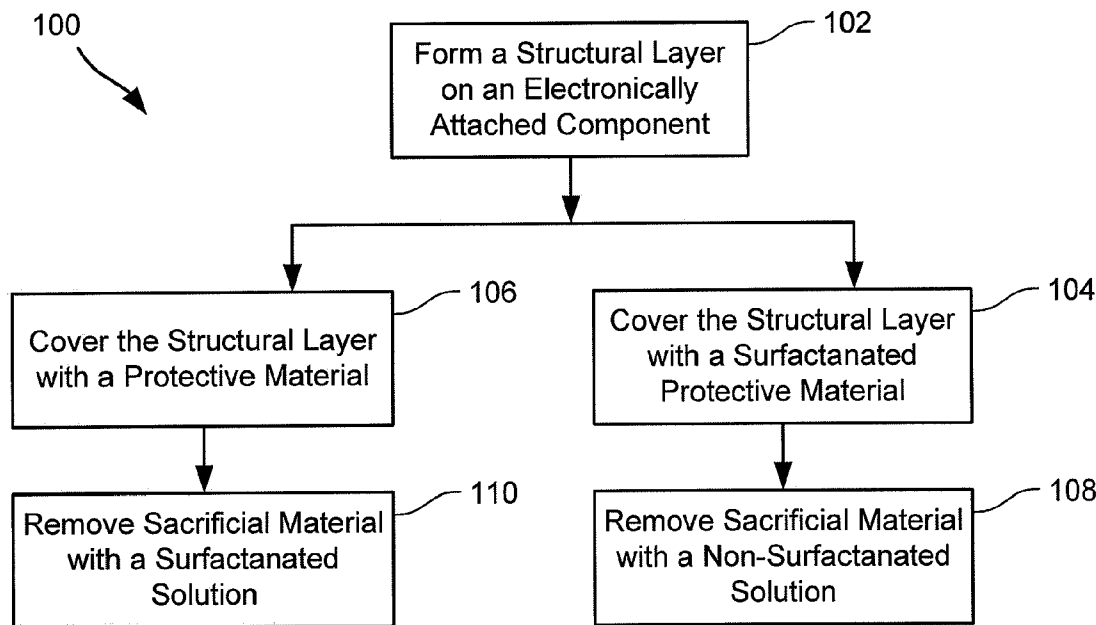 100
102
Form a Structural Layer
on an Electronically
Attached Component
106
104
Cover the Structural Layer
with a Protective Material
Cover the Structural Layer
with a Surfactanated
Protective Material
110
108
Remove Sacrificial Material
with a Surfactanated
Solution
Remove Sacrificial Material
with a Non-Surfactanated
Solution